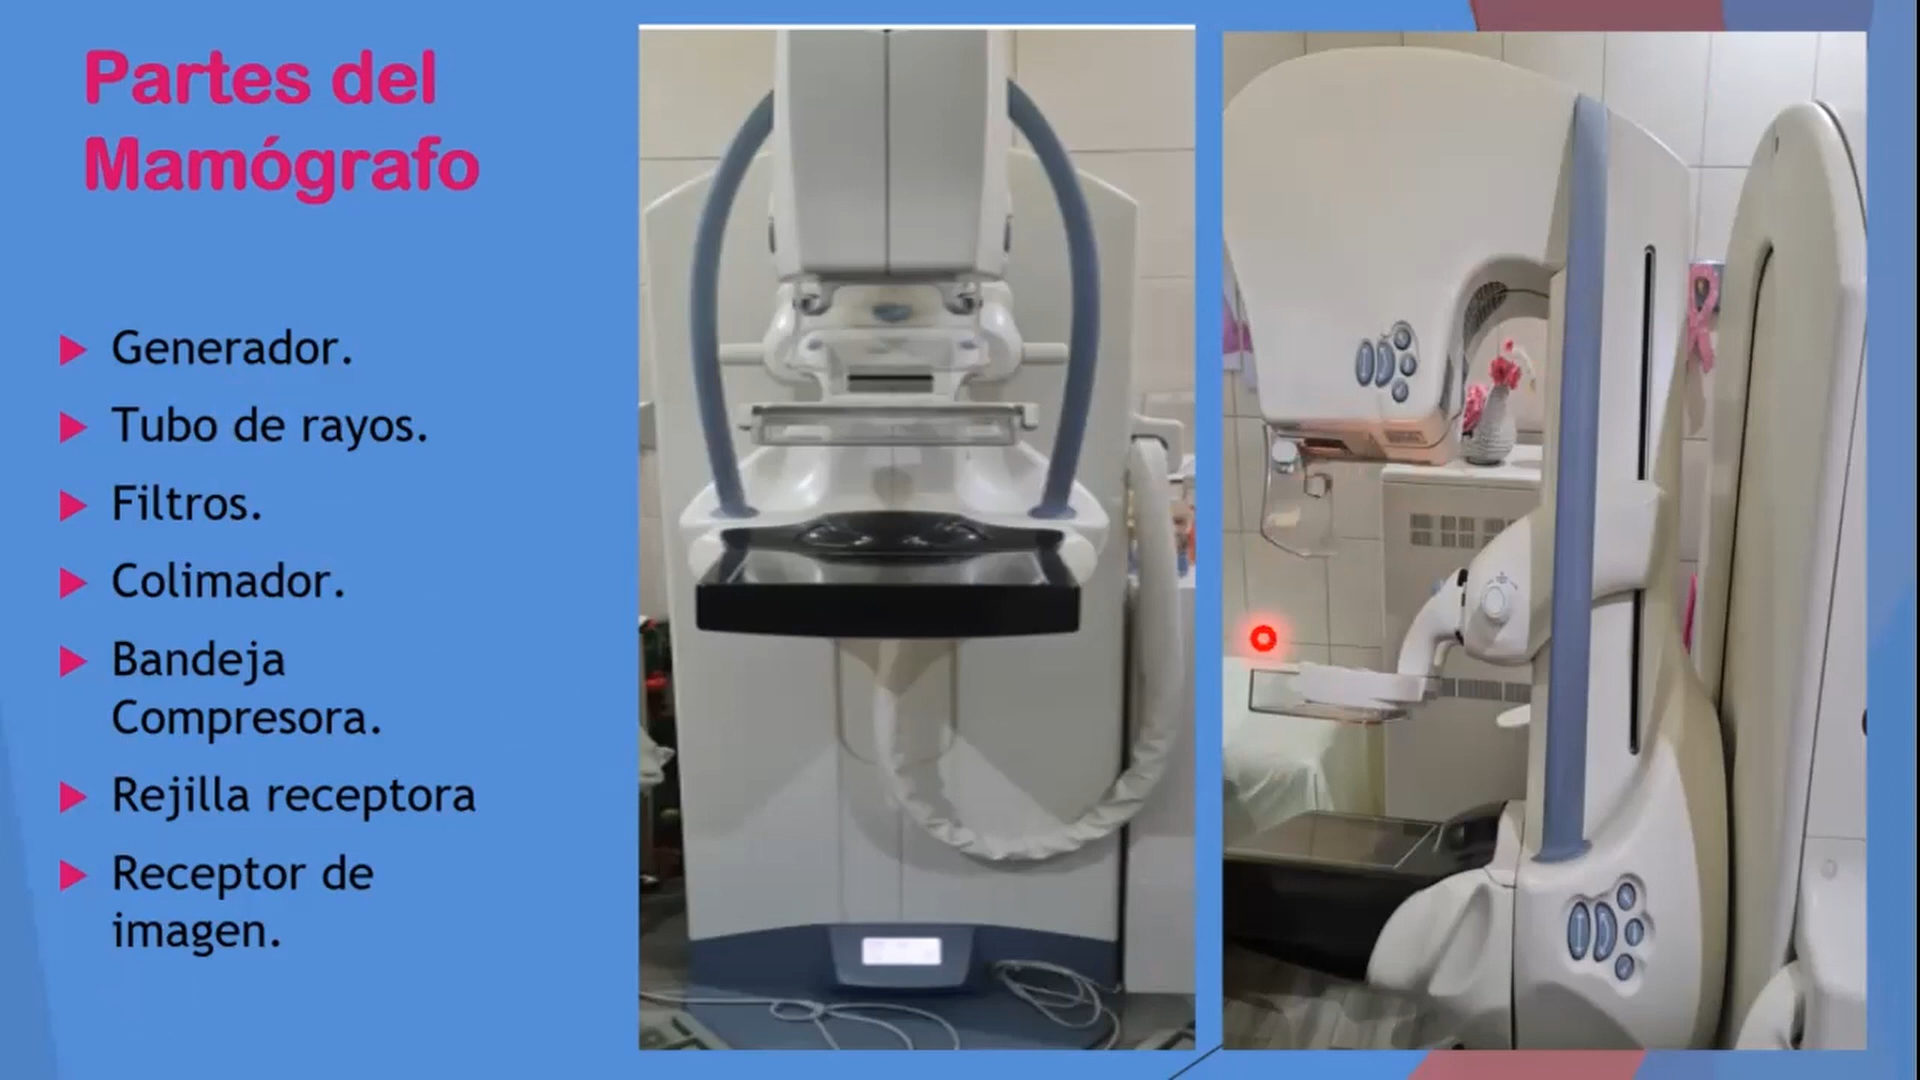 Partes del
Mamógrafo
Generador.
Tubo de rayos.
Filtros.
Colimador.
Bandeja
Compresora.
Rejilla receptora
Receptor de
imagen.